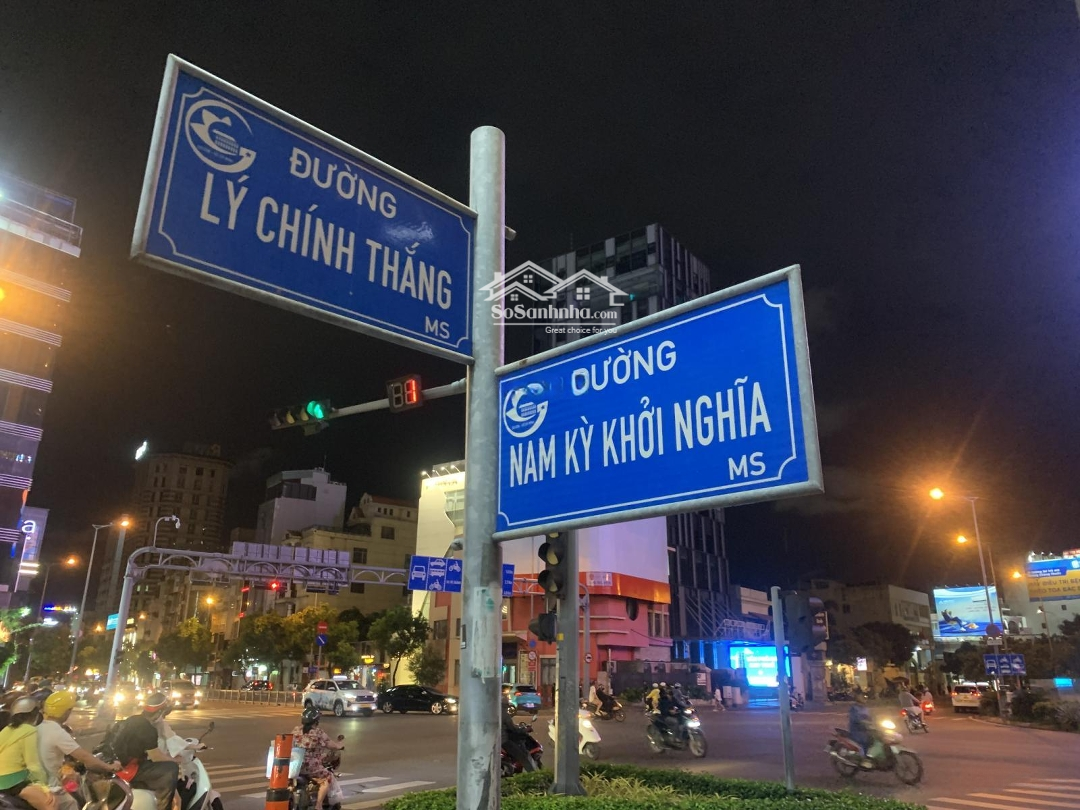 ĐƯỜNG
LÝ CHÍNH THẮNG
MS
SoSanhnha.com
Great choice for you
ĐƯỜNG
NAM KỲ KHỞI NGHĨA
MS